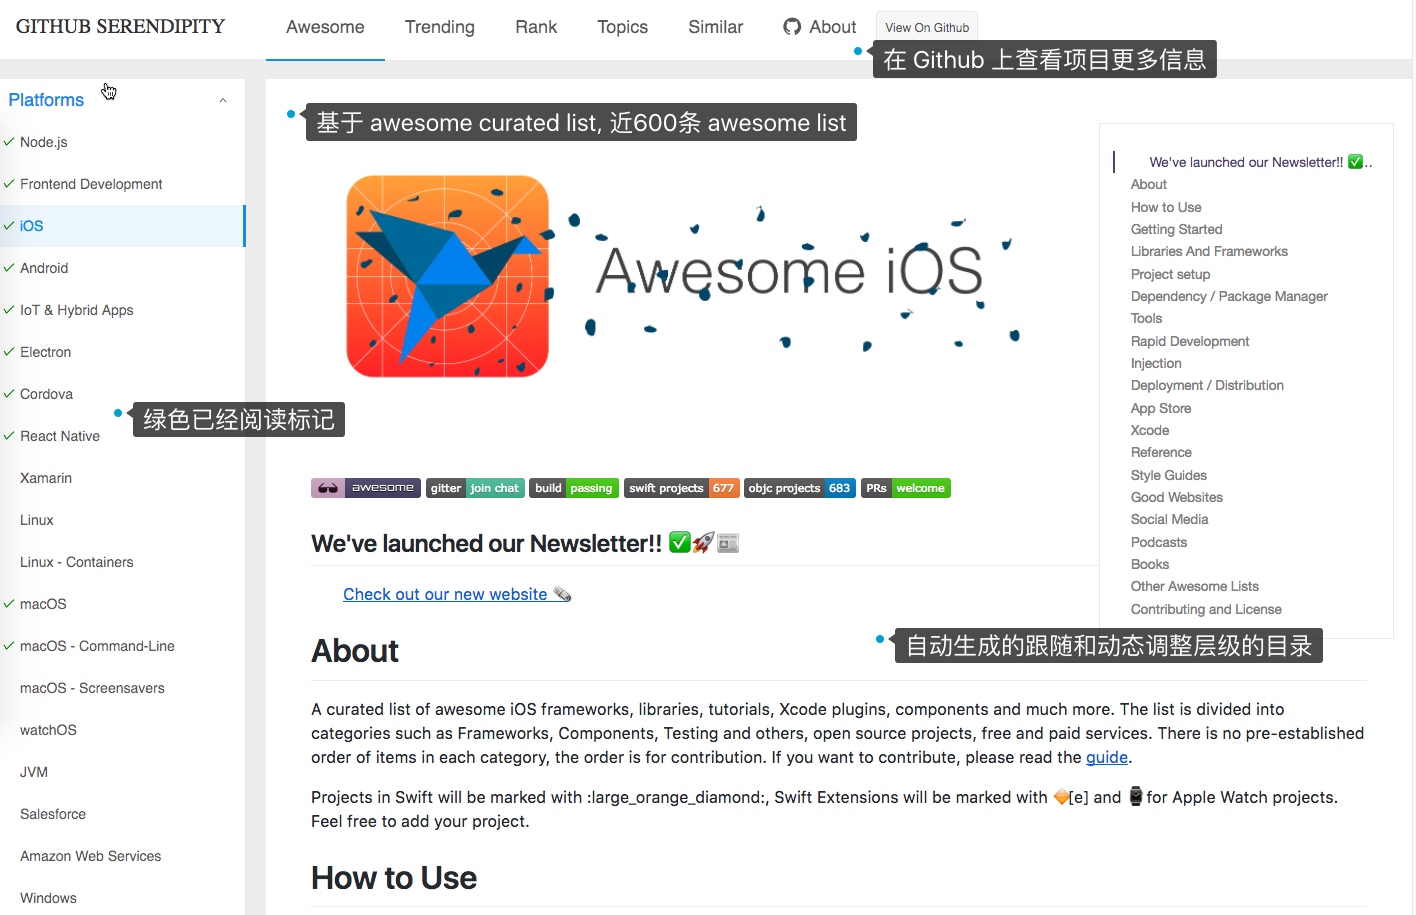 GITHUB SERENDIPITY
Awesome
Trending
Rank
Topics
Similar
About
View On Github
在 Github 上查看项目更多信息
Platforms
Node.js
Frontend Development
iOS
Android
IoT & Hybrid Apps
Electron
Cordova
React Native
Xamarin
Linux
Linux - Containers
macOS
macOS - Command-Line
macOS - Screensavers
watchOS
JVM
Salesforce
Amazon Web Services
Windows
绿色已经阅读标记
基于 awesome curated list, 近600条 awesome list
Awesome iOS
awesome
gitter join chat
build passing
swift projects 677
objc projects 683
PRs welcome
We've launched our Newsletter!! ✅🚀📰
Check out our new website 🗞
About
A curated list of awesome iOS frameworks, libraries, tutorials, Xcode plugins, components and much more. The list is divided into
categories such as Frameworks, Components, Testing and others, open source projects, free and paid services. There is no pre-established
order of items in each category, the order is for contribution. If you want to contribute, please read the guide.
Projects in Swift will be marked with :large_orange_diamond:, Swift Extensions will be marked with 🔶[e] and ⌚ for Apple Watch projects.
Feel free to add your project.
How to Use
We've launched our Newsletter!! ✅..
About
How to Use
Getting Started
Libraries And Frameworks
Project setup
Dependency / Package Manager
Tools
Rapid Development
Injection
Deployment / Distribution
App Store
Xcode
Reference
Style Guides
Good Websites
Social Media
Podcasts
Books
Other Awesome Lists
Contributing and License
自动生成的跟随和动态调整层级的目录